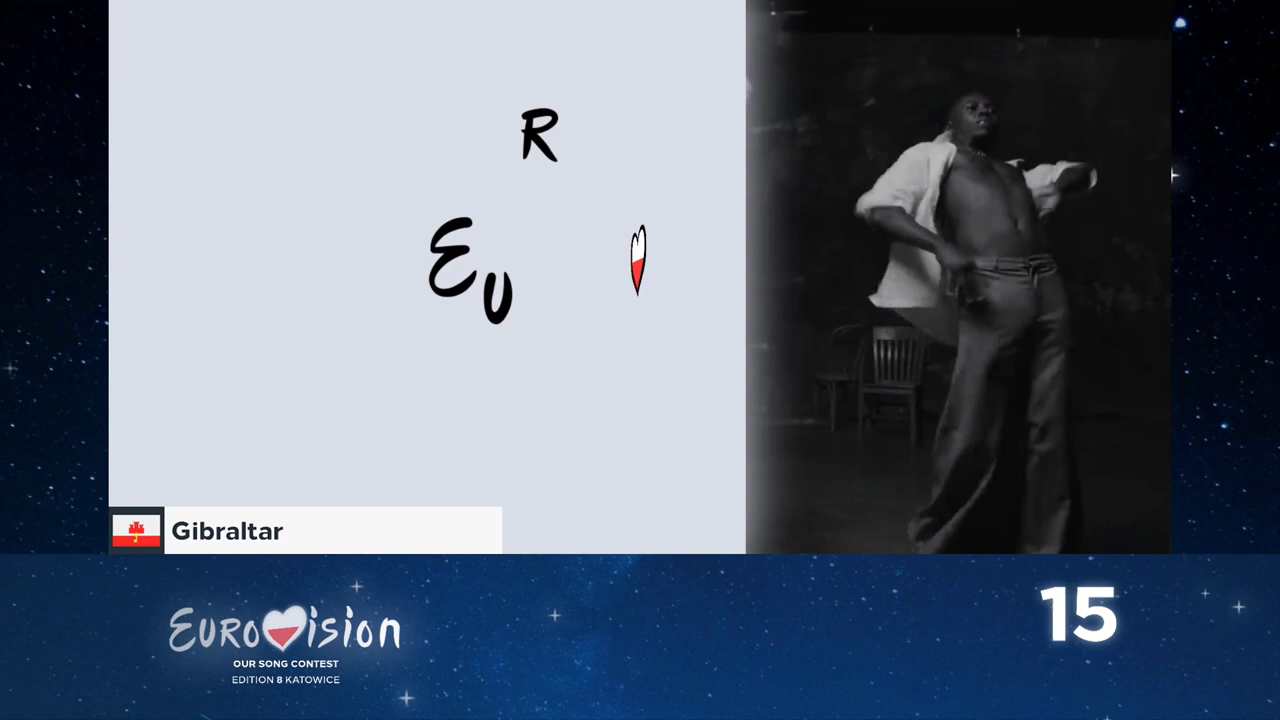 R
EU
Gibraltar
15
EUROVISION
OUR SONG CONTEST
EDITION 8 KATOWICE